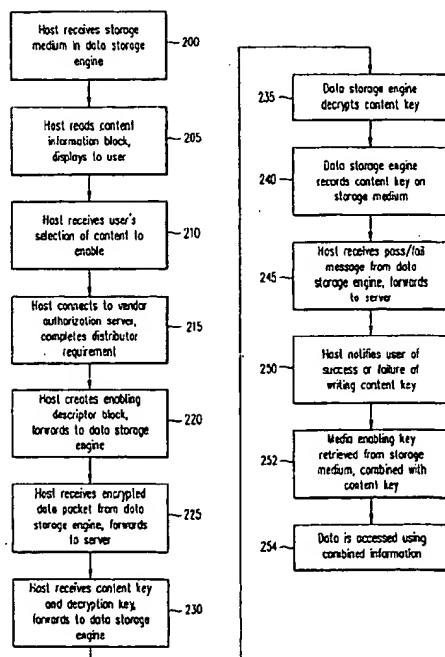 Host receives
storage
medium in data storage
engine
200
Host reads content
information block,
displays to user
205
Host receives user's
selection of content to
enable
210
Host connects to vendor
authorization server,
completes distributor
requirement
215
Host creates enabling
descriptor block,
forwards to data storage
engine
220
Host receives encrypted
data packet from data
storage engine, forwards
to server
225
Host receives content key
and decryption key,
forwards to data storage
engine
230
235
Data storage engine
decrypts content key
240
Data storage engine
records content key on
storage medium
245
Host receives pass/fail
message from data
storage engine, forwards
to server
250
Host notifies user of
success or failure of
writing content key
252
Media enabling key
retrieved from storage
medium, combined with
content key
254
Data is accessed using
combined information